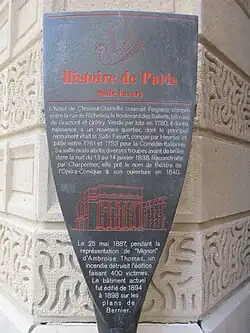 Histoire de Paris
Salle Favart
L'hôtel de Choiseul-Stainville couvrait l'espace compris
entre la rue de Richelieu, le boulevard des Italiens, les rues
de Gramont et Grétry. Vendu par lots en 1780, il donna
naissance à un nouveau quartier, dont le principal
monument était la Salle Favart, conçue par Heurtier et
bâtie entre 1781 et 1783 pour la Comédie-Italienne.
Sa salle ovale abrita diverses troupes avant de brûler
dans la nuit du 13 au 14 janvier 1838. Reconstruit
par Charpentier, elle prit le nom de théâtre de
l'Opéra-Comique à son ouverture en 1840.
Le 25 mai 1887, pendant la
représentation de "Mignon"
d'Ambroise Thomas, un
incendie détruisit l'édifice
faisant 400 victimes.
Le bâtiment actuel
fut édifié de 1894
à 1898 sur les
plans de
Bernier.